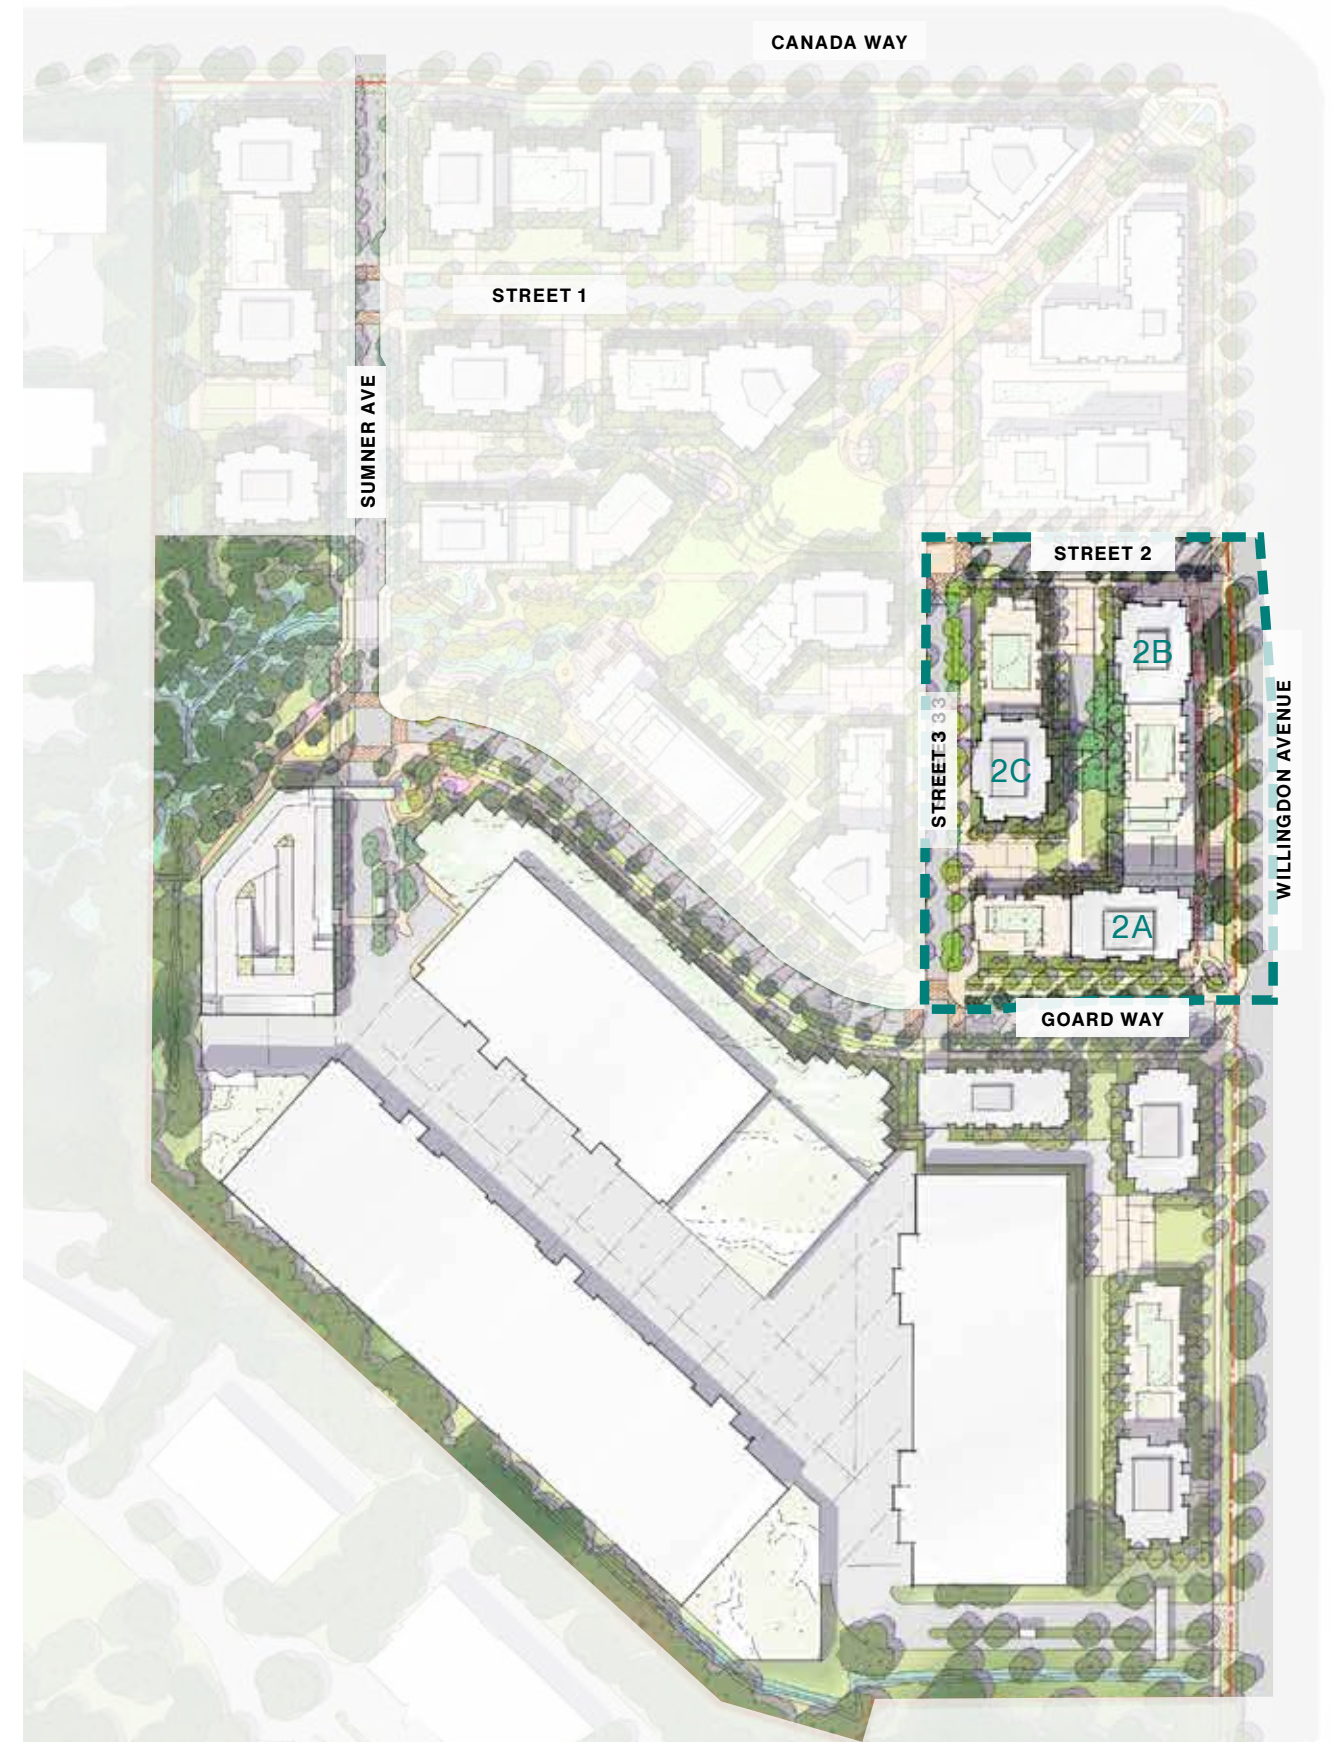 CANADA WAY
STREET 1
SUMNER AVE
STREET 2
2B
STREET 3
2C
WILLINGDON AVENUE
2A
GOARD WAY